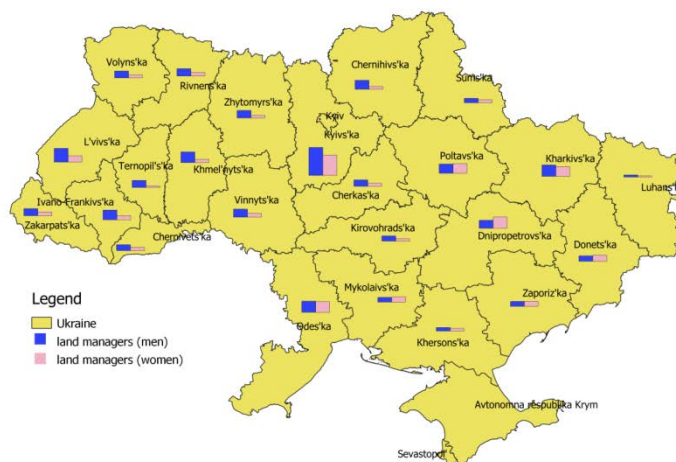 Volyns'ka
Rivnens'ka
Chernihivs'ka
Sums'ka
Zhytomyrs'ka
Kyiv
Kyivs'ka
L'vivs'ka
Ternopil's'ka
Khmel'nyts'ka
Poltavs'ka
Kharkivs'ka
Cherkas'ka
Luhans'ka
Ivano-Frankivs'ka
Zakarpats'ka
Vinnyts'ka
Chernivets'ka
Kirovohrads'ka
Dnipropetrovs'ka
Donets'ka
Mykolaivs'ka
Zaporiz'ka
Odes'ka
Khersons'ka
Legend
Ukraine
land managers (men)
land managers (women)
Avtonomna respublika Krym
Sevastopol'